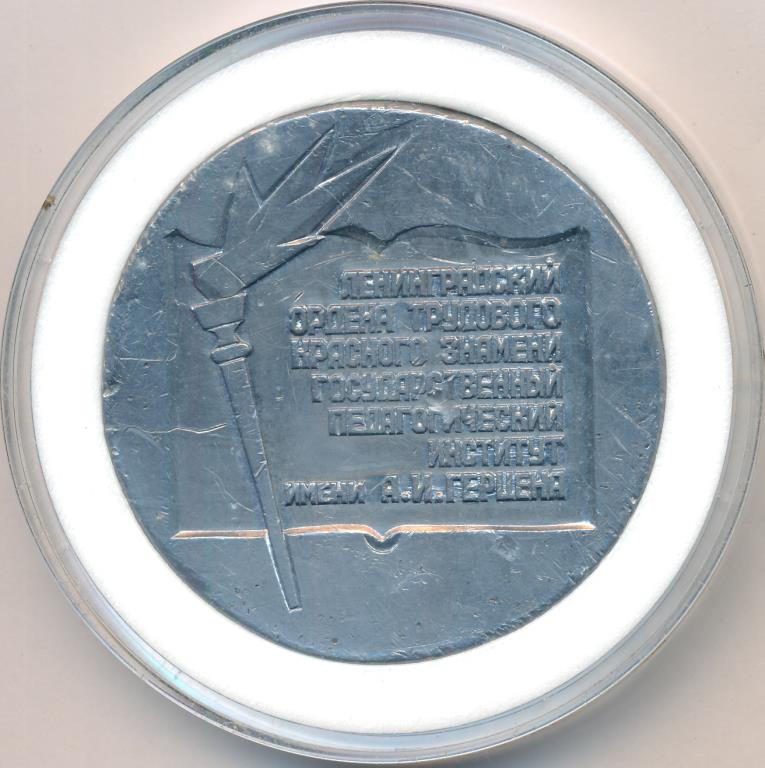 ЛЕНИНГРАДСКИЙ
ОРДЕНА ТРУДОВОГО
КРАСНОГО ЗНАМЕНИ
ГОСУДАРСТВЕННЫЙ
ПЕДАГОГИЧЕСКИЙ
ИНСТИТУТ
ИМЕНИ А.И.ГЕРЦЕНА